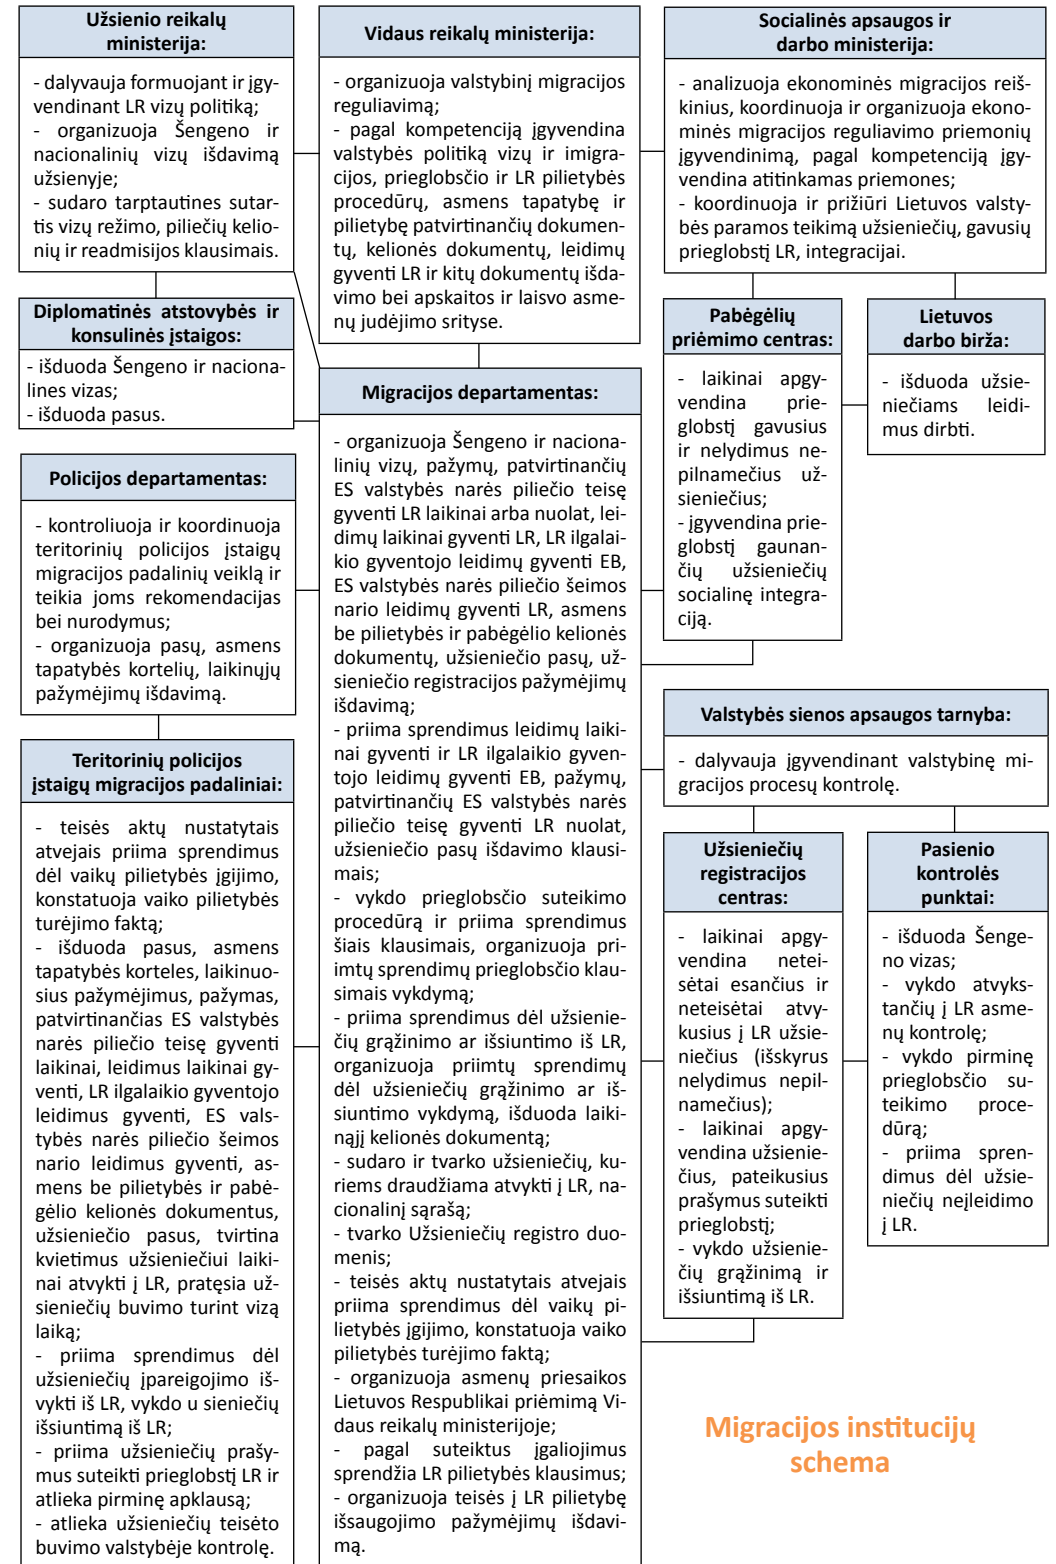 Užsienio reikalų
ministerija:
- dalyvauja formuojant ir įgy-
vendinant LR vizų politiką;
- organizuoja Šengeno ir
nacionalinių vizų išdavimą
užsienyje;
- sudaro tarptautines sutar-
tis vizų režimo, piliečių kelio-
nių ir readmisijos klausimais.
Vidaus reikalų ministerija:
- organizuoja valstybinį migracijos
reguliavimą;
- pagal kompetenciją įgyvendina
valstybės politiką vizų ir imigra-
cijos, prieglobsčio ir LR pilietybės
procedūrų, asmens tapatybę ir
pilietybę patvirtinančių dokumen-
tų, kelionės dokumentų, leidimų
gyventi LR ir kitų dokumentų išda-
vimo bei apskaitos ir laisvo asme-
nų judėjimo srityse.
Socialinės apsaugos ir
darbo ministerija:
- analizuoja ekonominės migracijos reiš-
kinius, koordinuoja ir organizuoja ekono-
minės migracijos reguliavimo priemonių
įgyvendinimą, pagal kompetenciją įgy-
vendina atitinkamas priemones;
- koordinuoja ir prižiūri Lietuvos valsty-
bės paramos teikimą užsieniečių, gavusių
prieglobstį LR, integracijai.
Diplomatinės atstovybės ir
konsulinės įstaigos:
- išduoda Šengeno ir naciona-
lines vizas;
- išduoda pasus.
Pabėgėlių
priėmimo centras:
- laikinai apgy-
vendina prie-
globstį gavusius
ir nelydimus ne-
pilnamečius už-
sieniečius;
- įgyvendina prie-
globstį gaunan-
čių užsieniečių
socialinę integra-
ciją.
Lietuvos
darbo birža:
- išduoda užsie-
niečiams leidi-
mus dirbti.
Policijos departamentas:
- kontroliuoja ir koordinuoja
teritorinių policijos įstaigų
migracijos padalinių veiklą ir
teikia joms rekomendacijas
bei nurodymus;
- organizuoja pasų, asmens
tapatybės kortelių, laikinųjų
pažymėjimų išdavimą.
Migracijos departamentas:
- organizuoja Šengeno ir naciona-
linių vizų, pažymų, patvirtinančių
ES valstybės narės piliečio teisę
gyventi LR laikinai arba nuolat, lei-
dimų laikinai gyventi LR, LR ilgalai-
kio gyventojo leidimų gyventi EB,
ES valstybės narės piliečio šeimos
nario leidimų gyventi LR, asmens
be pilietybės ir pabėgėlio kelionės
dokumentų, užsieniečio pasų, už-
sieniečio registracijos pažymėjimų
išdavimą;
- priima sprendimus leidimų laiki-
nai gyventi ir LR ilgalaikio gyven-
tojo leidimų gyventi EB, pažymų,
patvirtinančių ES valstybės narės
piliečio teisę gyventi LR nuolat,
užsieniečio pasų išdavimo klausi-
mais;
- vykdo prieglobsčio suteikimo
procedūrą ir priima sprendimus
šiais klausimais, organizuoja pri-
imtų sprendimų prieglobsčio klau-
simais vykdymą;
- priima sprendimus dėl užsienie-
čių grąžinimo ar išsiuntimo iš LR,
organizuoja priimtų sprendimų
dėl užsieniečių grąžinimo ar iš-
siuntimo vykdymą, išduoda laiki-
nąjį kelionės dokumentą;
- sudaro ir tvarko užsieniečių, ku-
riems draudžiama atvykti į LR, na-
cionalinį sąrašą;
- tvarko Užsieniečių registro duo-
menis;
- teisės aktų nustatytais atvejais
priima sprendimus dėl vaikų pi-
lietybės įgijimo, konstatuoja vaiko
pilietybės turėjimo faktą;
- organizuoja asmenų priesaikos
Lietuvos Respublikai priėmimą Vi-
daus reikalų ministerijoje;
- pagal suteiktus įgaliojimus
sprendžia LR pilietybės klausimus;
- organizuoja teisės į LR pilietybę
išsaugojimo pažymėjimų išdavi-
mą.
Valstybės sienos apsaugos tarnyba:
- dalyvauja įgyvendinant valstybinę mi-
gracijos procesų kontrolę.
Teritorinių policijos
įstaigų migracijos padaliniai:
- teisės aktų nustatytais
atvejais priima sprendimus
dėl vaikų pilietybės įgijimo,
konstatuoja vaiko pilietybės
turėjimo faktą;
- išduoda pasus, asmens
tapatybės korteles, laikinuo-
sius pažymėjimus, pažymas,
patvirtinančias ES valstybės
narės piliečio teisę gyventi
laikinai, leidimus laikinai gy-
venti, LR ilgalaikio gyventojo
leidimus gyventi, ES vals-
tybės narės piliečio šeimos
nario leidimus gyventi, as-
mens be pilietybės ir pabė-
gėlio kelionės dokumentus,
užsieniečio pasus, tvirtina
kvietimus užsieniečiui laiki-
nai atvykti į LR, pratęsia už-
sieniečių buvimo turint vizą
laiką;
- priima sprendimus dėl
užsieniečių įpareigojimo iš-
vykti iš LR, vykdo u sieniečių
išsiuntimą iš LR;
- priima užsieniečių prašy-
mus suteikti prieglobstį LR ir
atlieka pirminę apklausą;
- atlieka užsieniečių teisėto
buvimo valstybėje kontrolę.
Užsieniečių
registracijos
centras:
- laikinai apgy-
vendina netei-
sėtai esančius ir
neteisėtai atvy-
kusius į LR užsie-
niečius (išskyrus
nelydimus nepil-
namečius);
- laikinai apgy-
vendina užsienie-
čius, pateikusius
prašymus suteikti
prieglobstį;
- vykdo užsienie-
čių grąžinimą ir
išsiuntimą iš LR.
Pasienio
kontrolės
punktai:
- išduoda Šenge-
no vizas;
- vykdo atvyks-
tančių į LR asme-
nų kontrolę;
- vykdo pirminę
prieglobsčio su-
teikimo proce-
dūrą;
- priima spren-
dimus dėl užsie-
niečių neįleidimo
į LR.
Migracijos institucijų
schema